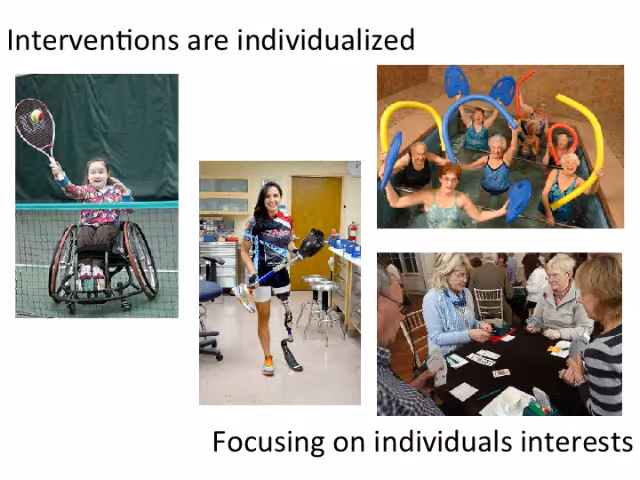 Interventions are individualized
Focusing on individuals interests